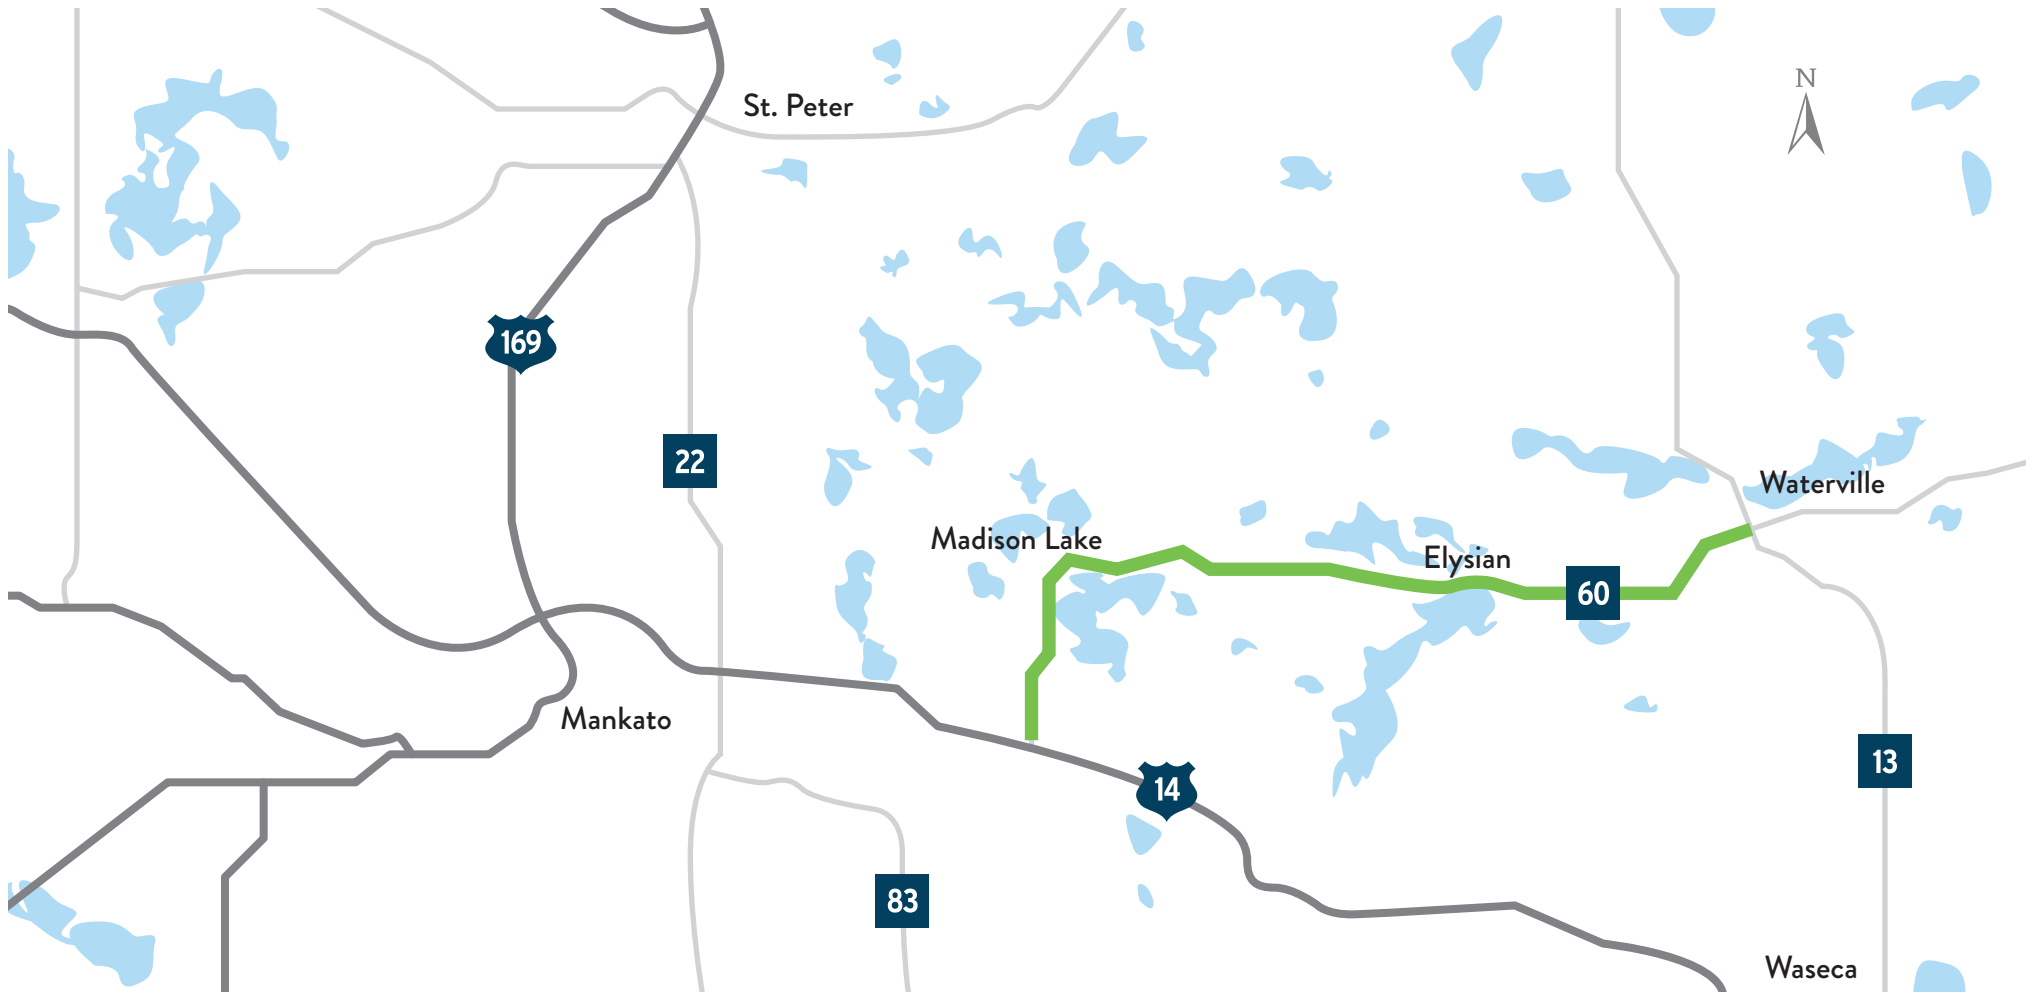 N
St. Peter
169
22
Waterville
Madison Lake
Elysian
60
Mankato
13
14
83
Waseca